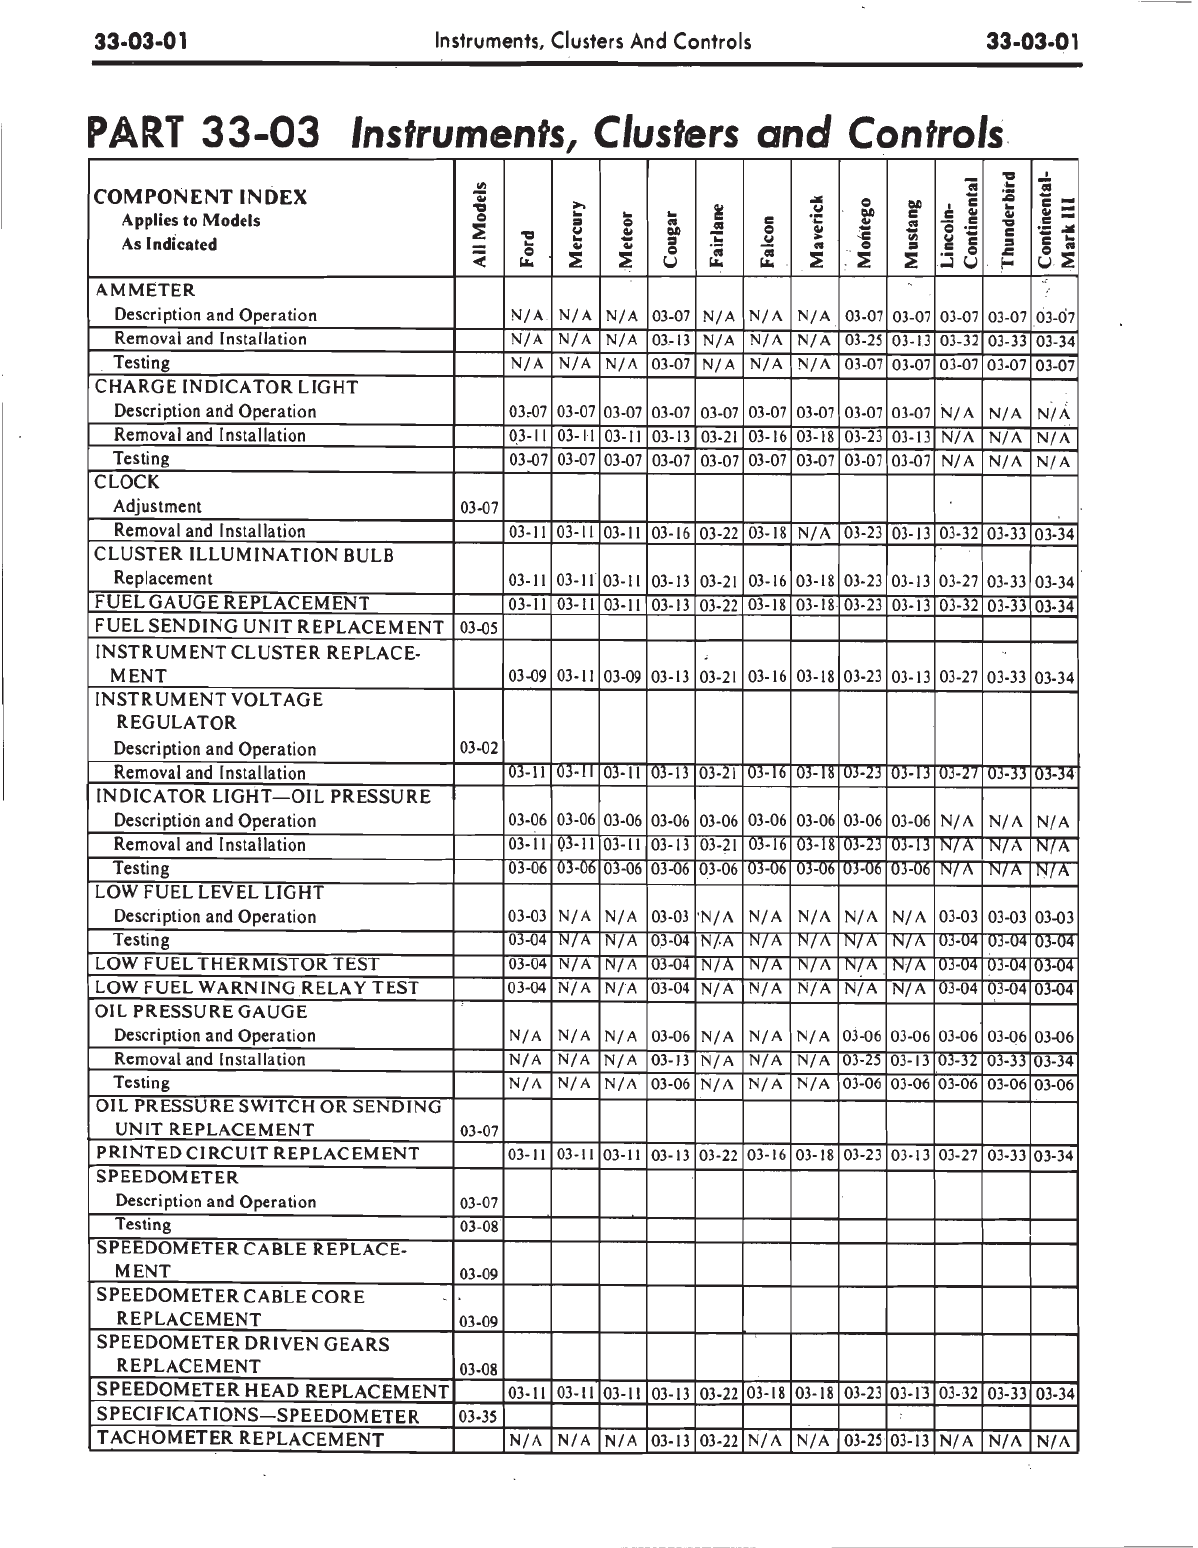 33-03-01 Instruments, Clusters And Controls 33-03-01
PART 33-03 Instruments, Clusters and Controls
COMPONENT INDEX
Applies to Models
As Indicated
All Models Ford Mercury Meteor Cougar Fairlane Falcon Maverick Montego Mustang Lincoln-Continental Thunderbird Continental-Mark III
AMMETER
Description and Operation N/A N/A N/A 03-07 N/A N/A N/A 03-07 03-07 03-07 03-07 03-07
Removal and Installation N/A N/A N/A 03-13 N/A N/A N/A 03-25 03-13 03-32 03-33 03-34
Testing N/A N/A N/A 03-07 N/A N/A N/A 03-07 03-07 03-07 03-07 03-07
CHARGE INDICATOR LIGHT
Description and Operation 03-07 03-07 03-07 03-07 03-07 03-07 03-07 03-07 03-07 N/A N/A N/A
Removal and Installation 03-11 03-11 03-11 03-13 03-21 03-16 03-18 03-23 03-13 N/A N/A N/A
Testing 03-07 03-07 03-07 03-07 03-07 03-07 03-07 03-07 03-07 N/A N/A N/A
CLOCK
Adjustment 03-07
Removal and Installation 03-11 03-11 03-11 03-16 03-22 03-18 N/A 03-23 03-13 03-32 03-33 03-34
CLUSTER ILLUMINATION BULB
Replacement 03-11 03-11 03-11 03-13 03-21 03-16 03-18 03-23 03-13 03-27 03-33 03-34
FUEL GAUGE REPLACEMENT 03-11 03-11 03-11 03-13 03-22 03-18 03-18 03-23 03-13 03-32 03-33 03-34
FUEL SENDING UNIT REPLACEMENT 03-05
INSTRUMENT CLUSTER REPLACE-
MENT 03-09 03-11 03-09 03-13 03-21 03-16 03-18 03-23 03-13 03-27 03-33 03-34
INSTRUMENT VOLTAGE
REGULATOR
Description and Operation 03-02
Removal and Installation 03-11 03-11 03-11 03-13 03-21 03-16 03-18 03-23 03-13 03-27 03-33 03-34
INDICATOR LIGHT—OIL PRESSURE
Description and Operation 03-06 03-06 03-06 03-06 03-06 03-06 03-06 03-06 03-06 N/A N/A N/A
Removal and Installation 03-11 03-11 03-11 03-13 03-21 03-16 03-18 03-23 03-13 N/A N/A N/A
Testing 03-06 03-06 03-06 03-06 03-06 03-06 03-06 03-06 03-06 N/A N/A N/A
LOW FUEL LEVEL LIGHT
Description and Operation 03-03 N/A N/A 03-03 N/A N/A N/A N/A N/A 03-03 03-03 03-03
Testing 03-04 N/A N/A 03-04 N/A N/A N/A N/A N/A 03-04 03-04 03-04
LOW FUEL THERMISTOR TEST 03-04 N/A N/A 03-04 N/A N/A N/A N/A N/A 03-04 03-04 03-04
LOW FUEL WARNING RELAY TEST 03-04 N/A N/A 03-04 N/A N/A N/A N/A N/A 03-04 03-04 03-04
OIL PRESSURE GAUGE
Description and Operation N/A N/A N/A 03-06 N/A N/A N/A 03-06 03-06 03-06 03-06 03-06
Removal and Installation N/A N/A N/A 03-13 N/A N/A N/A 03-25 03-13 03-32 03-33 03-34
Testing N/A N/A N/A 03-06 N/A N/A N/A 03-06 03-06 03-06 03-06 03-06
OIL PRESSURE SWITCH OR SENDING
UNIT REPLACEMENT 03-07
PRINTED CIRCUIT REPLACEMENT 03-11 03-11 03-11 03-13 03-22 03-16 03-18 03-23 03-13 03-27 03-33 03-34
SPEEDOMETER
Description and Operation 03-07
Testing 03-08
SPEEDOMETER CABLE REPLACE-
MENT 03-09
SPEEDOMETER CABLE CORE
REPLACEMENT 03-09
SPEEDOMETER DRIVEN GEARS
REPLACEMENT 03-08
SPEEDOMETER HEAD REPLACEMENT 03-11 03-11 03-11 03-13 03-22 03-18 03-18 03-23 03-13 03-32 03-33 03-34
SPECIFICATIONS—SPEEDOMETER 03-35
TACHOMETER REPLACEMENT N/A N/A N/A 03-13 03-22 N/A N/A 03-25 03-13 N/A N/A N/A